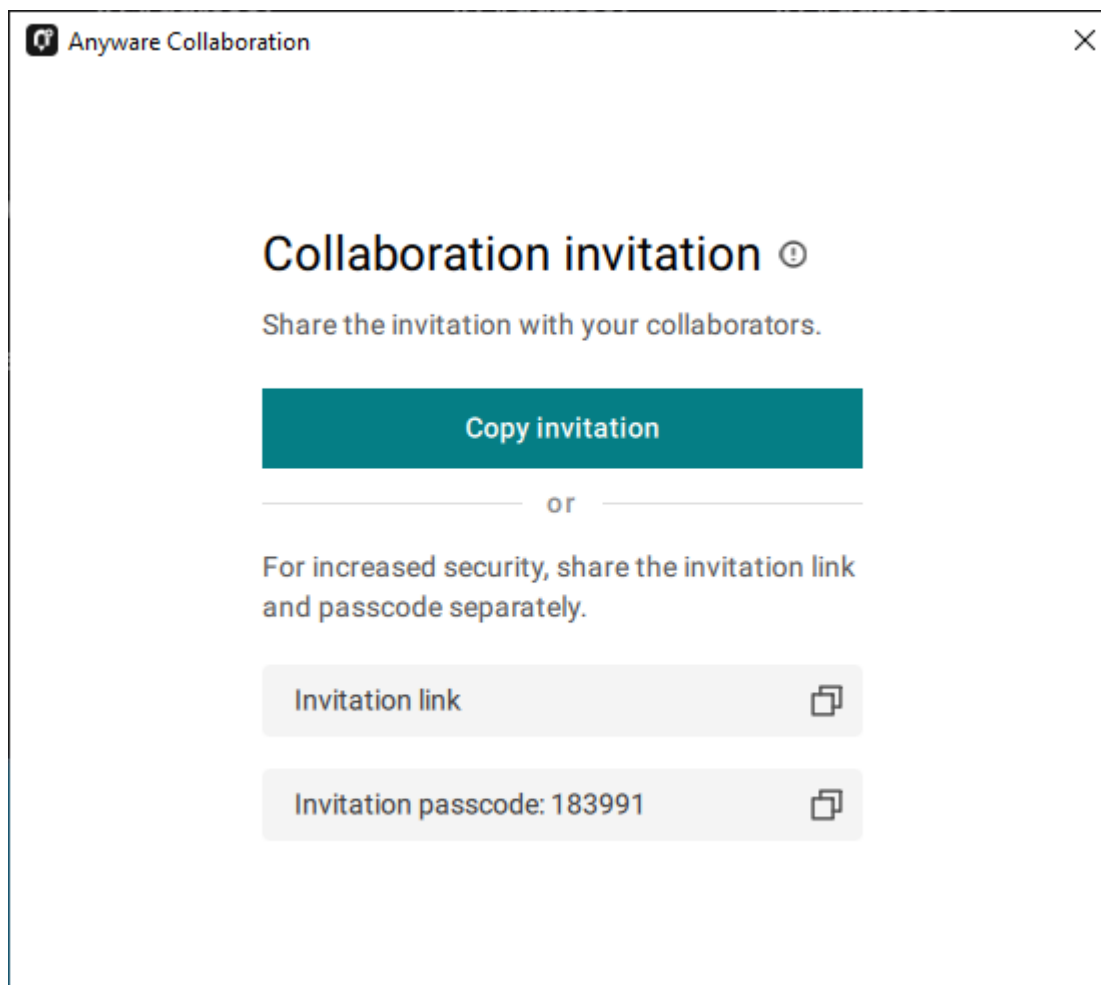 Anyware Collaboration
Collaboration invitation
Share the invitation with your collaborators.
Copy invitation
or
For increased security, share the invitation link
and passcode separately.
Invitation link
Invitation passcode: 183991